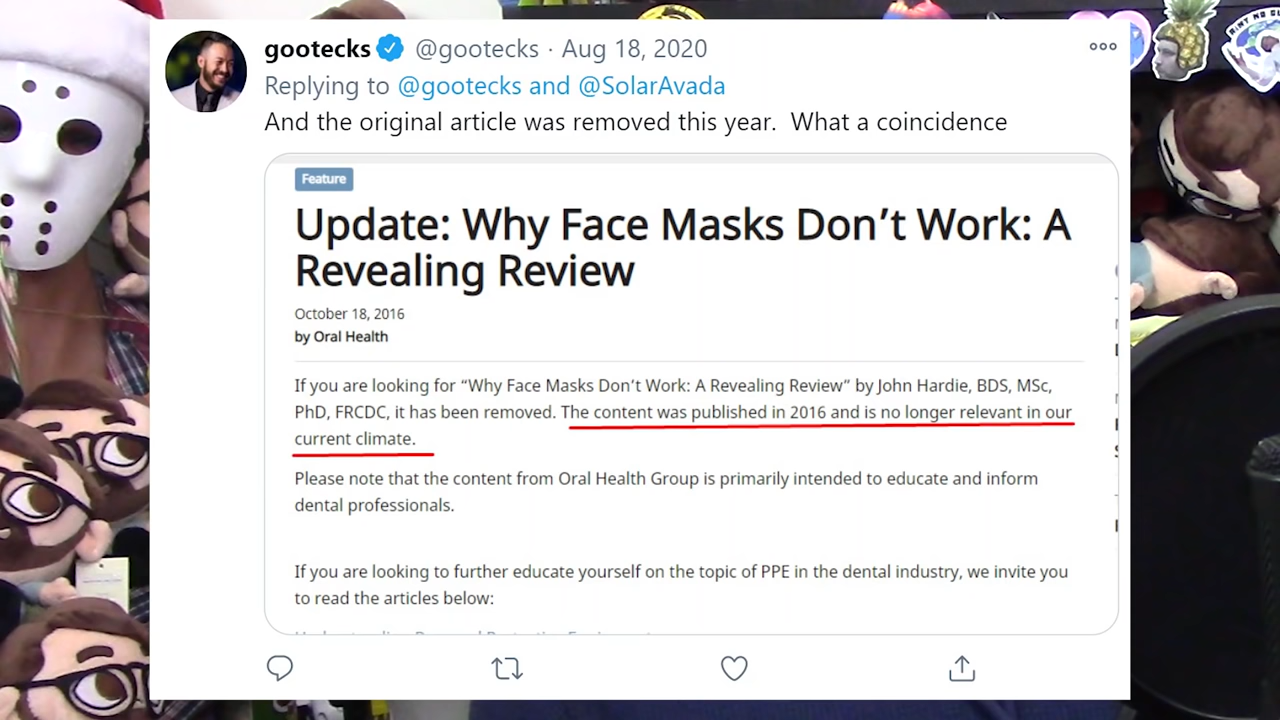 gootecks @gootecks · Aug 18, 2020
Replying to @gootecks and @SolarAvada
And the original article was removed this year. What a coincidence
Feature
Update: Why Face Masks Don’t Work: A
Revealing Review
October 18, 2016
by Oral Health
If you are looking for “Why Face Masks Don’t Work: A Revealing Review” by John Hardie, BDS, MSc,
PhD, FRCDC, it has been removed. The content was published in 2016 and is no longer relevant in our
current climate.
Please note that the content from Oral Health Group is primarily intended to educate and inform
dental professionals.
If you are looking to further educate yourself on the topic of PPE in the dental industry, we invite you
to read the articles below: